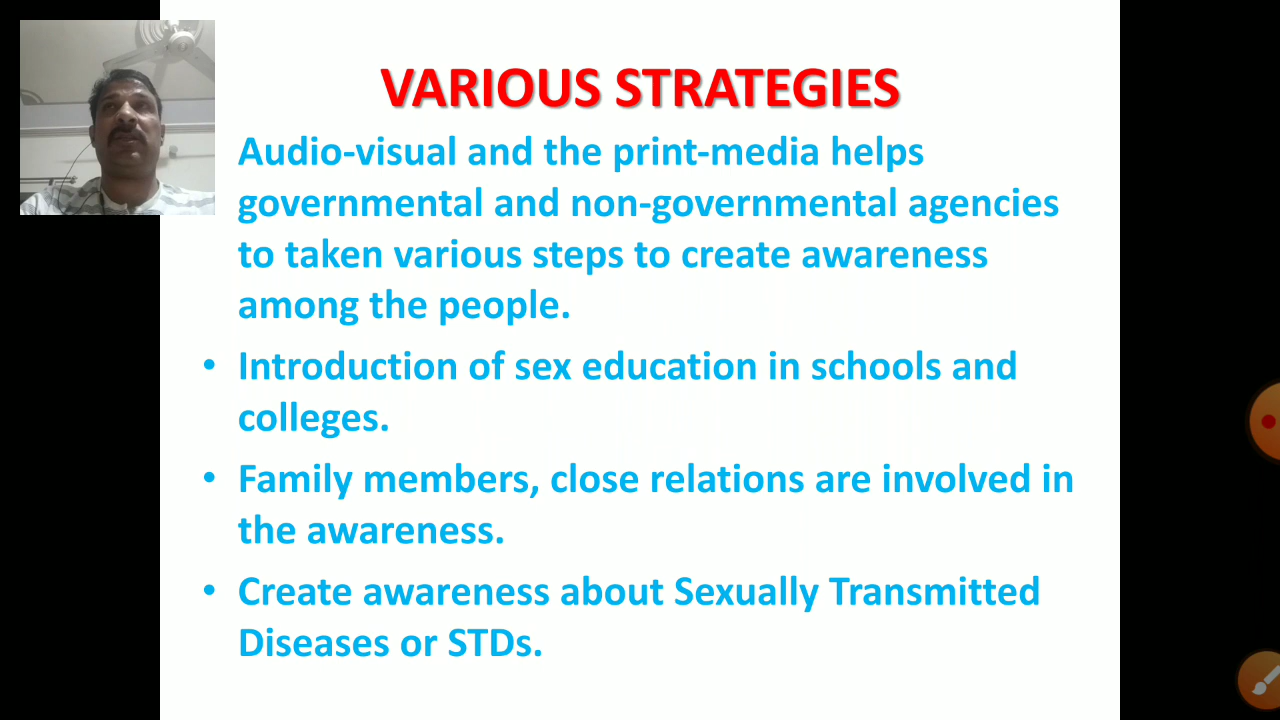 VARIOUS STRATEGIES
Audio-visual and the print-media helps
governmental and non-governmental agencies
to taken various steps to create awareness
among the people.
• Introduction of sex education in schools and
colleges.
• Family members, close relations are involved in
the awareness.
• Create awareness about Sexually Transmitted
Diseases or STDs.